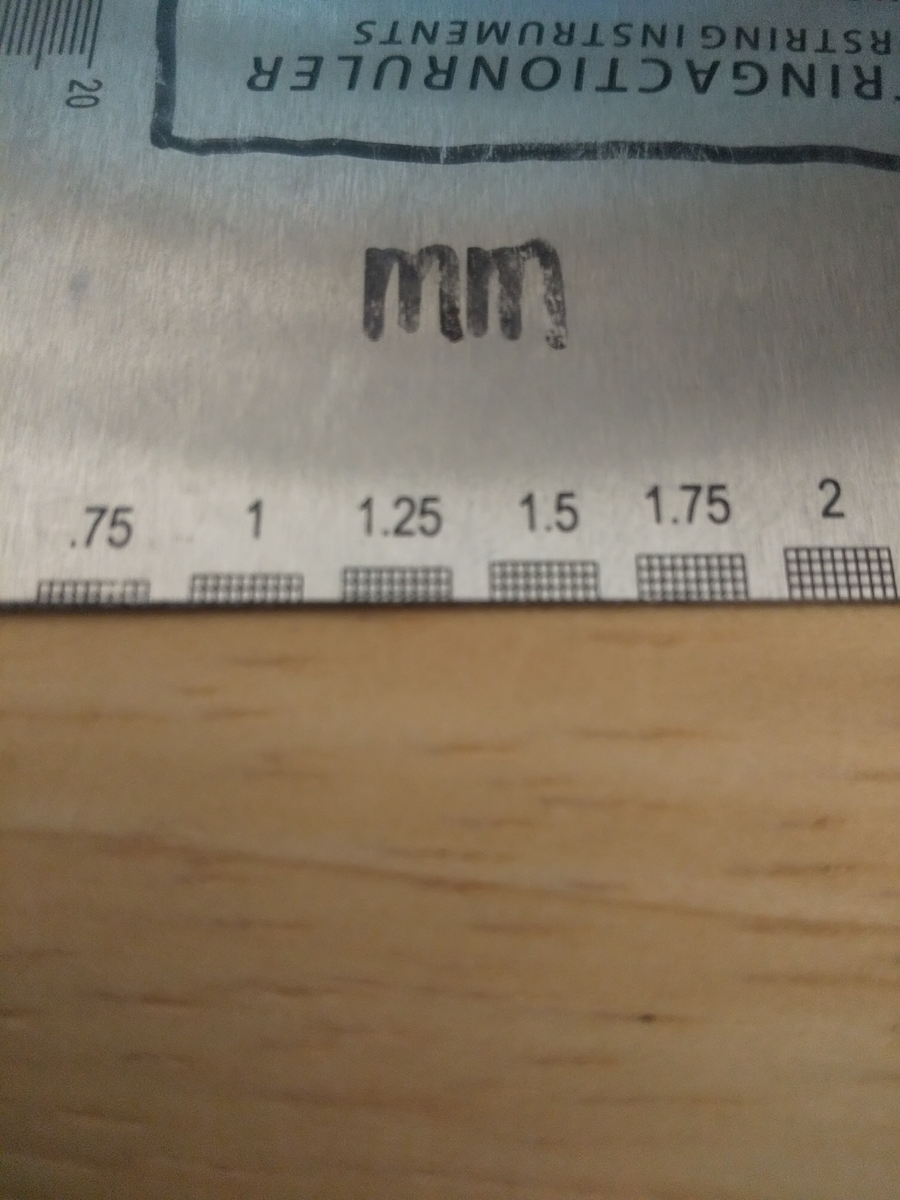 20
RINGACTIONRULER
RSTRING INSTRUMENTS
mm
.75 1 1.25 1.5 1.75 2